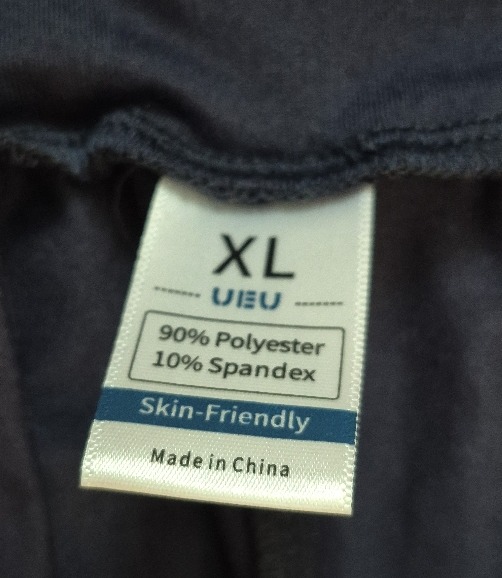 XL
UEU
90% Polyester
10% Spandex
Skin-Friendly
Made in China